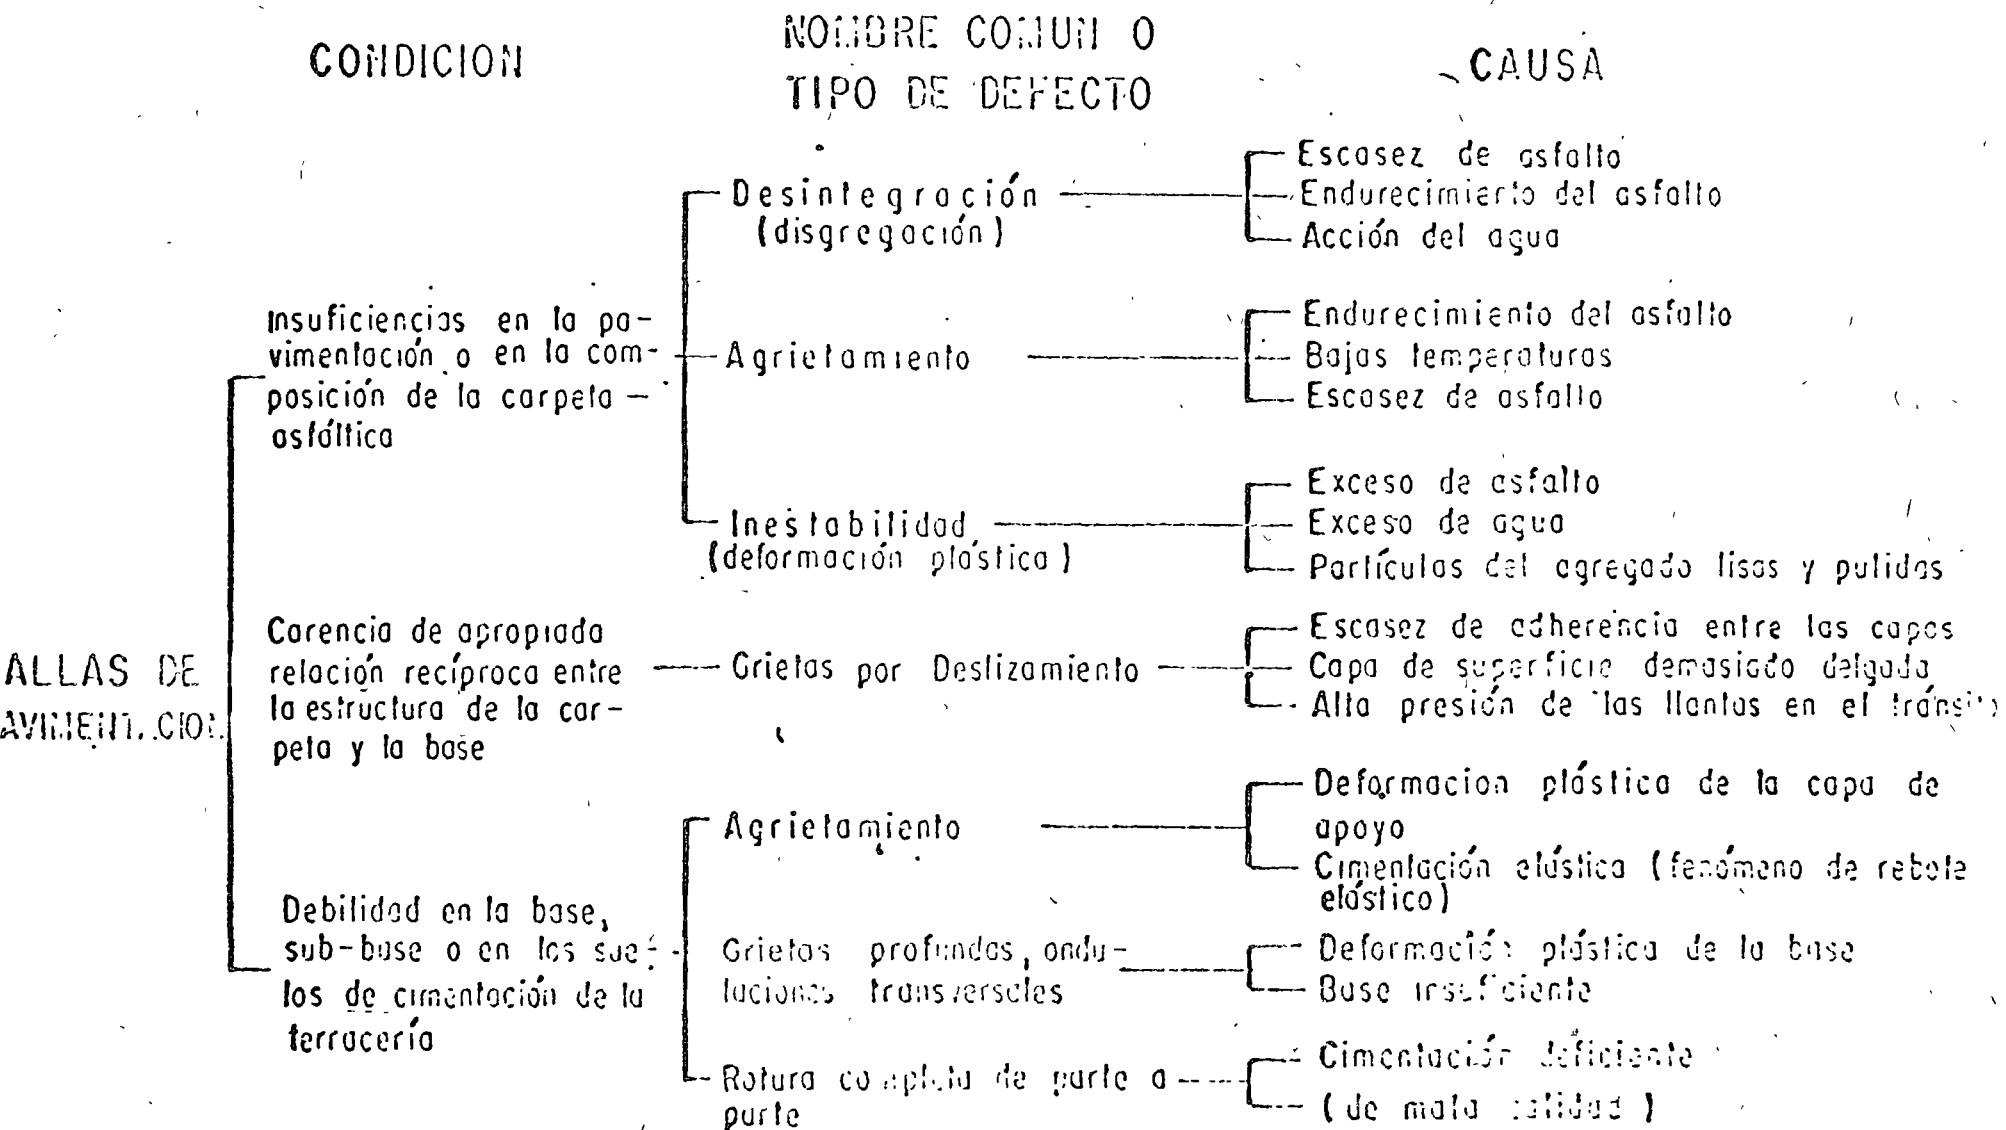 CONDICION
NOMBRE COMUN O
TIPO DE DEFECTO
CAUSA
ALLAS DE
Insuficiencias en la pa-
vimentación o en la com-
posición de la carpeta -
asfáltica
Desintegración
(disgregación)
Escasez de asfalto
Endurecimiento del asfalto
Acción del agua
Agrietamiento
Endurecimiento del asfalto
Bajas temperaturas
Escasez de asfalto
Inestabilidad
(deformación plástica)
Exceso de asfalto
Exceso de agua
Partículas del agregado lisas y pulidas
Carencia de apropiada
relación recíproca entre
la estructura de la car-
peta y la base
Grietas por Deslizamiento
Escasez de adherencia entre las capas
Capa de superficie demasiado delgada
Alta presión de las llantas en el tránsito
Debilidad en la base,
sub-base o en los sue-
los de cimentación de la
terracería
Agrietamiento
Deformacion plástica de la capa de
apoyo
Cimentación elástica (fenómeno de rebote
elástico)
Grietas profundas, ondu-
laciones transversales
Deformación plástica de la base
Base insuficiente
Rotura completa de parte a
parte
Cimentación deficiente
(de mala calidad)